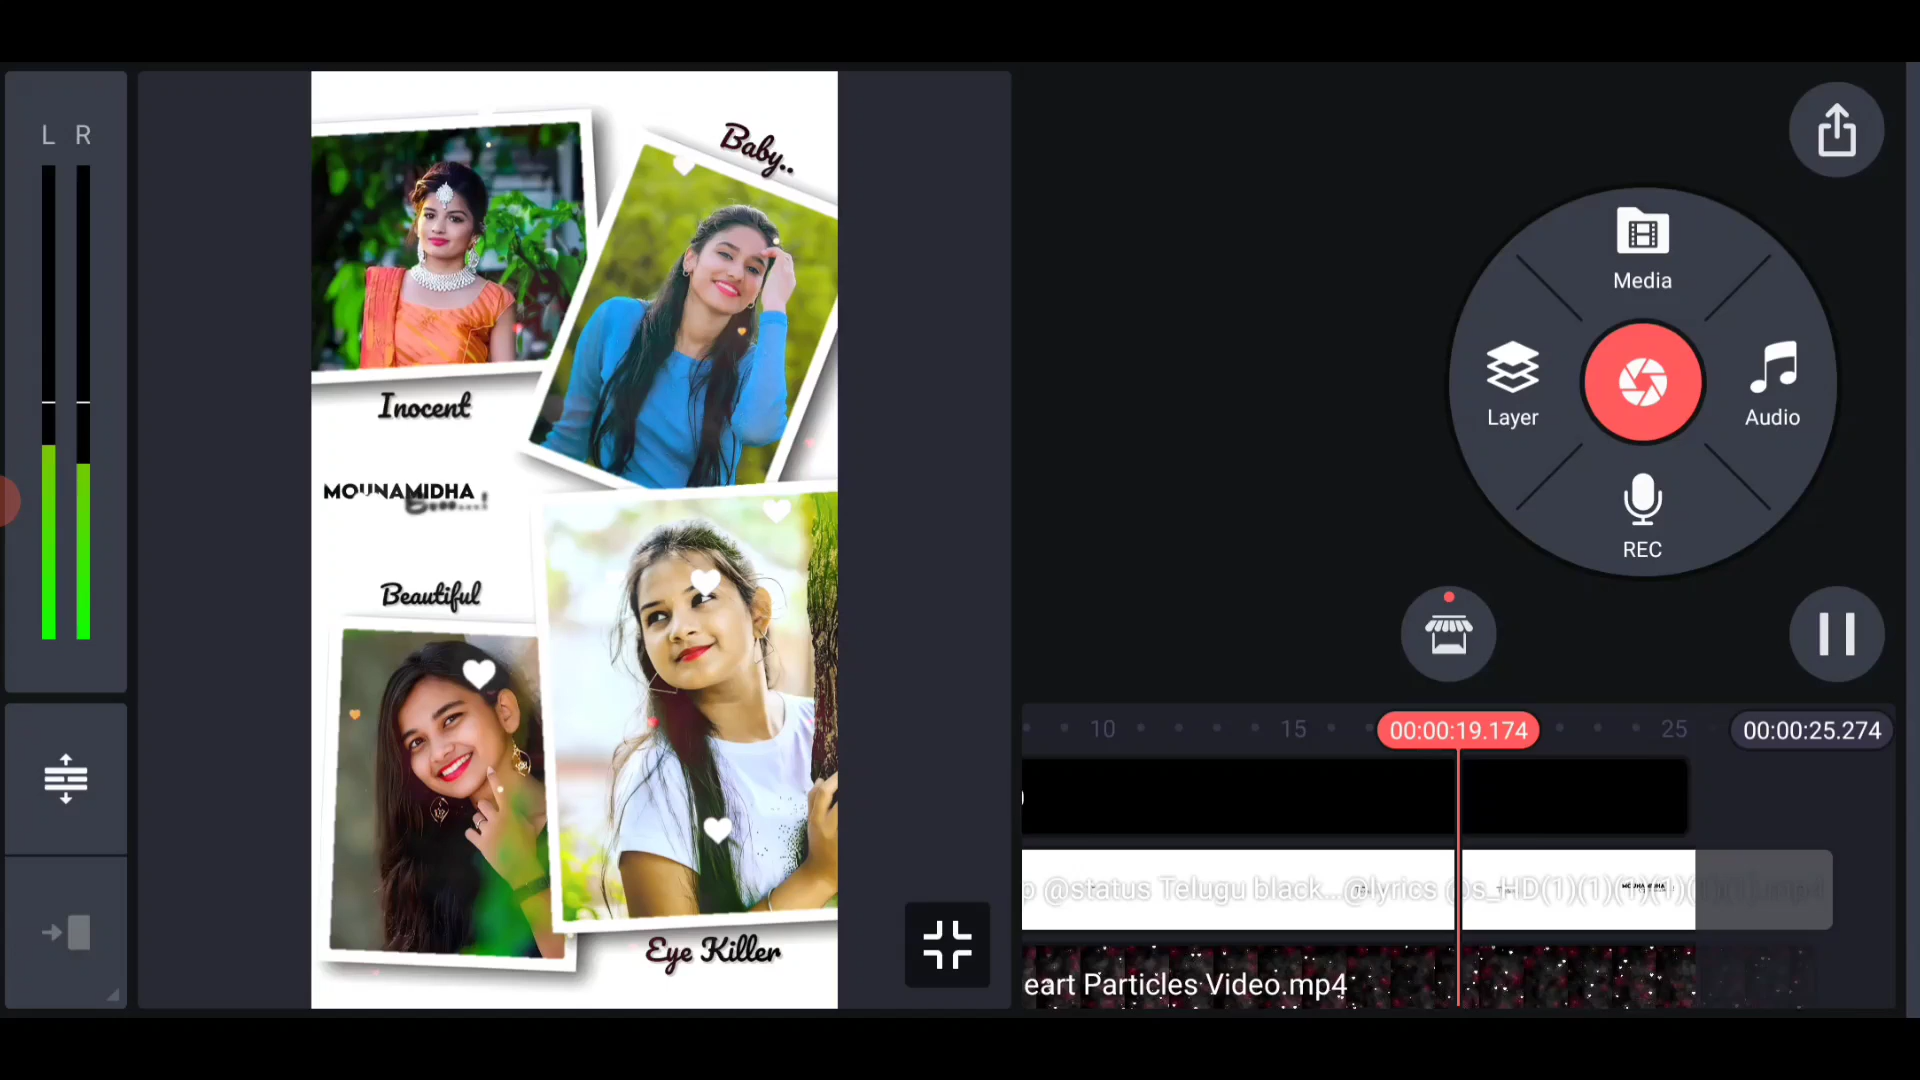 L R
Baby..
Inocent
MOUNAMIDHA
Beautiful
Eye Killer
Media
Layer
Audio
REC
10
15
00:00:19.174
25
00:00:25.274
@status Telugu black...@lyrics
eart Particles Video.mp4